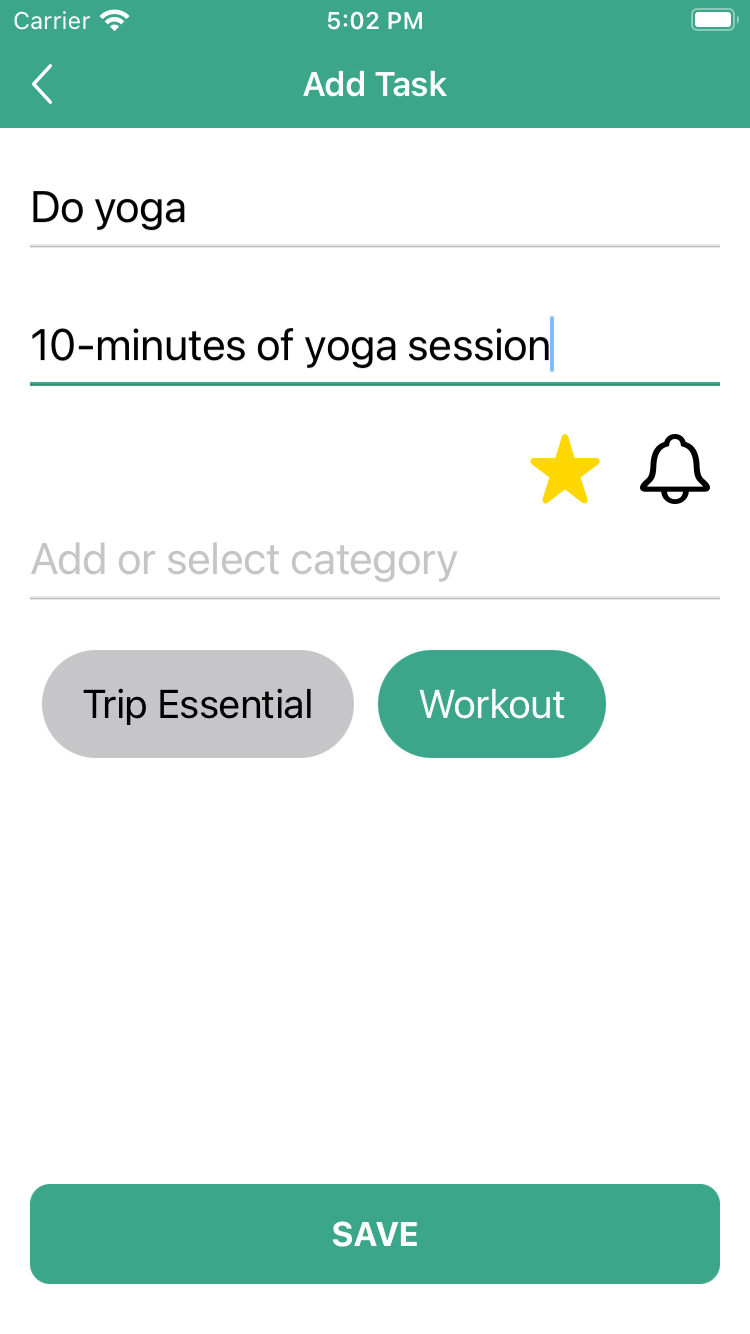 Carrier 5:02 PM
Add Task
Do yoga
10-minutes of yoga session
Add or select category
Trip Essential Workout
SAVE